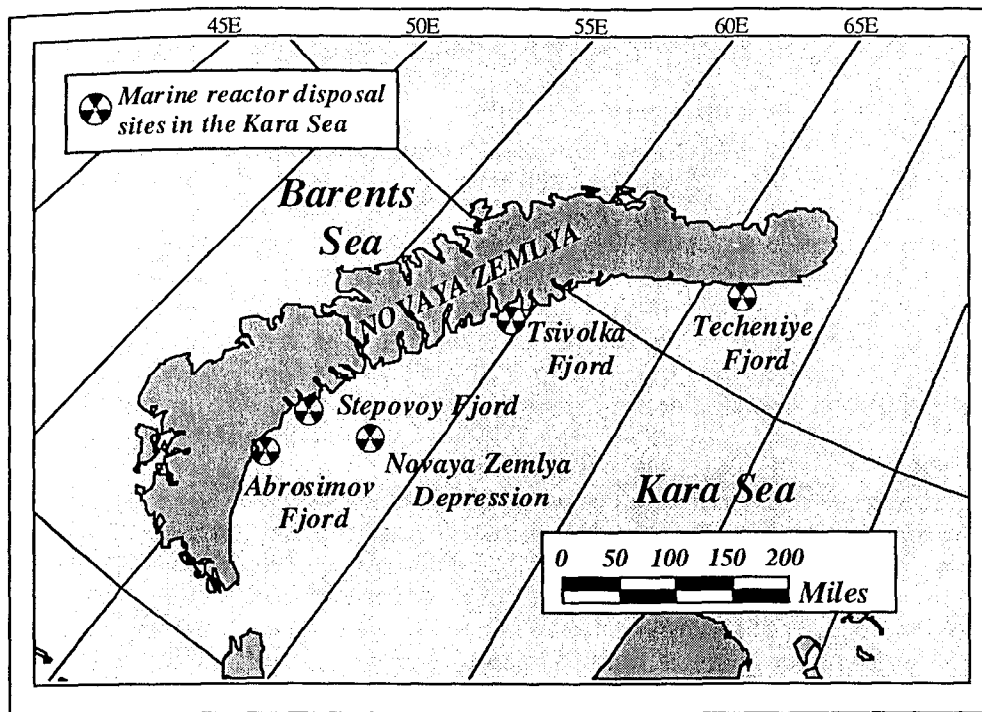 45E 50E 55E 60E 65E
Marine reactor disposal
sites in the Kara Sea
Barents
Sea
NOVAYA ZEMLYA
Tsivolka
Fjord
Techeniye
Fjord
Stepovoy Fjord
Abrosimov
Fjord
Novaya Zemlya
Depression
Kara Sea
0 50 100 150 200
Miles